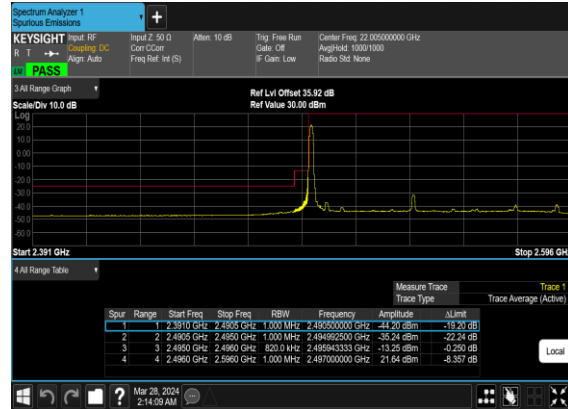 Spectrum Analyzer 1
Spurious Emissions
KEYSIGHT Input: RF Input Z: 50 Ω Atten: 10 dB Trig: Free Run Center Freq: 22.005000000 GHz
R T Coupling: DC Corr CCorr Gate: Off Avg|Hold: 1000/1000
Align: Auto Freq Ref: Int (S) IF Gain: Low Radio Std: None
PASS
3 All Range Graph
Ref Lvl Offset 35.92 dB
Scale/Div 10.0 dB Ref Value 30.00 dBm
Log
20.0
10.0
0.00
-10.0
-20.0
-30.0
-40.0
-50.0
-60.0
Start 2.391 GHz Stop 2.596 GHz
4 All Range Table
Measure Trace Trace 1
Trace Type Trace Average (Active)
Spur Range Start Freq Stop Freq RBW Frequency Amplitude ΔLimit
1 1 2.3910 GHz 2.4905 GHz 1.000 MHz 2.490500000 GHz -44.20 dBm -19.20 dB
2 2 2.4905 GHz 2.4950 GHz 1.000 MHz 2.494992500 GHz -35.24 dBm -22.24 dB
3 3 2.4950 GHz 2.4960 GHz 820.0 kHz 2.495943333 GHz -13.25 dBm -0.250 dB
4 4 2.4960 GHz 2.5960 GHz 1.000 MHz 2.497000000 GHz 21.64 dBm -8.357 dB
Local
Mar 28, 2024
2:14:09 AM